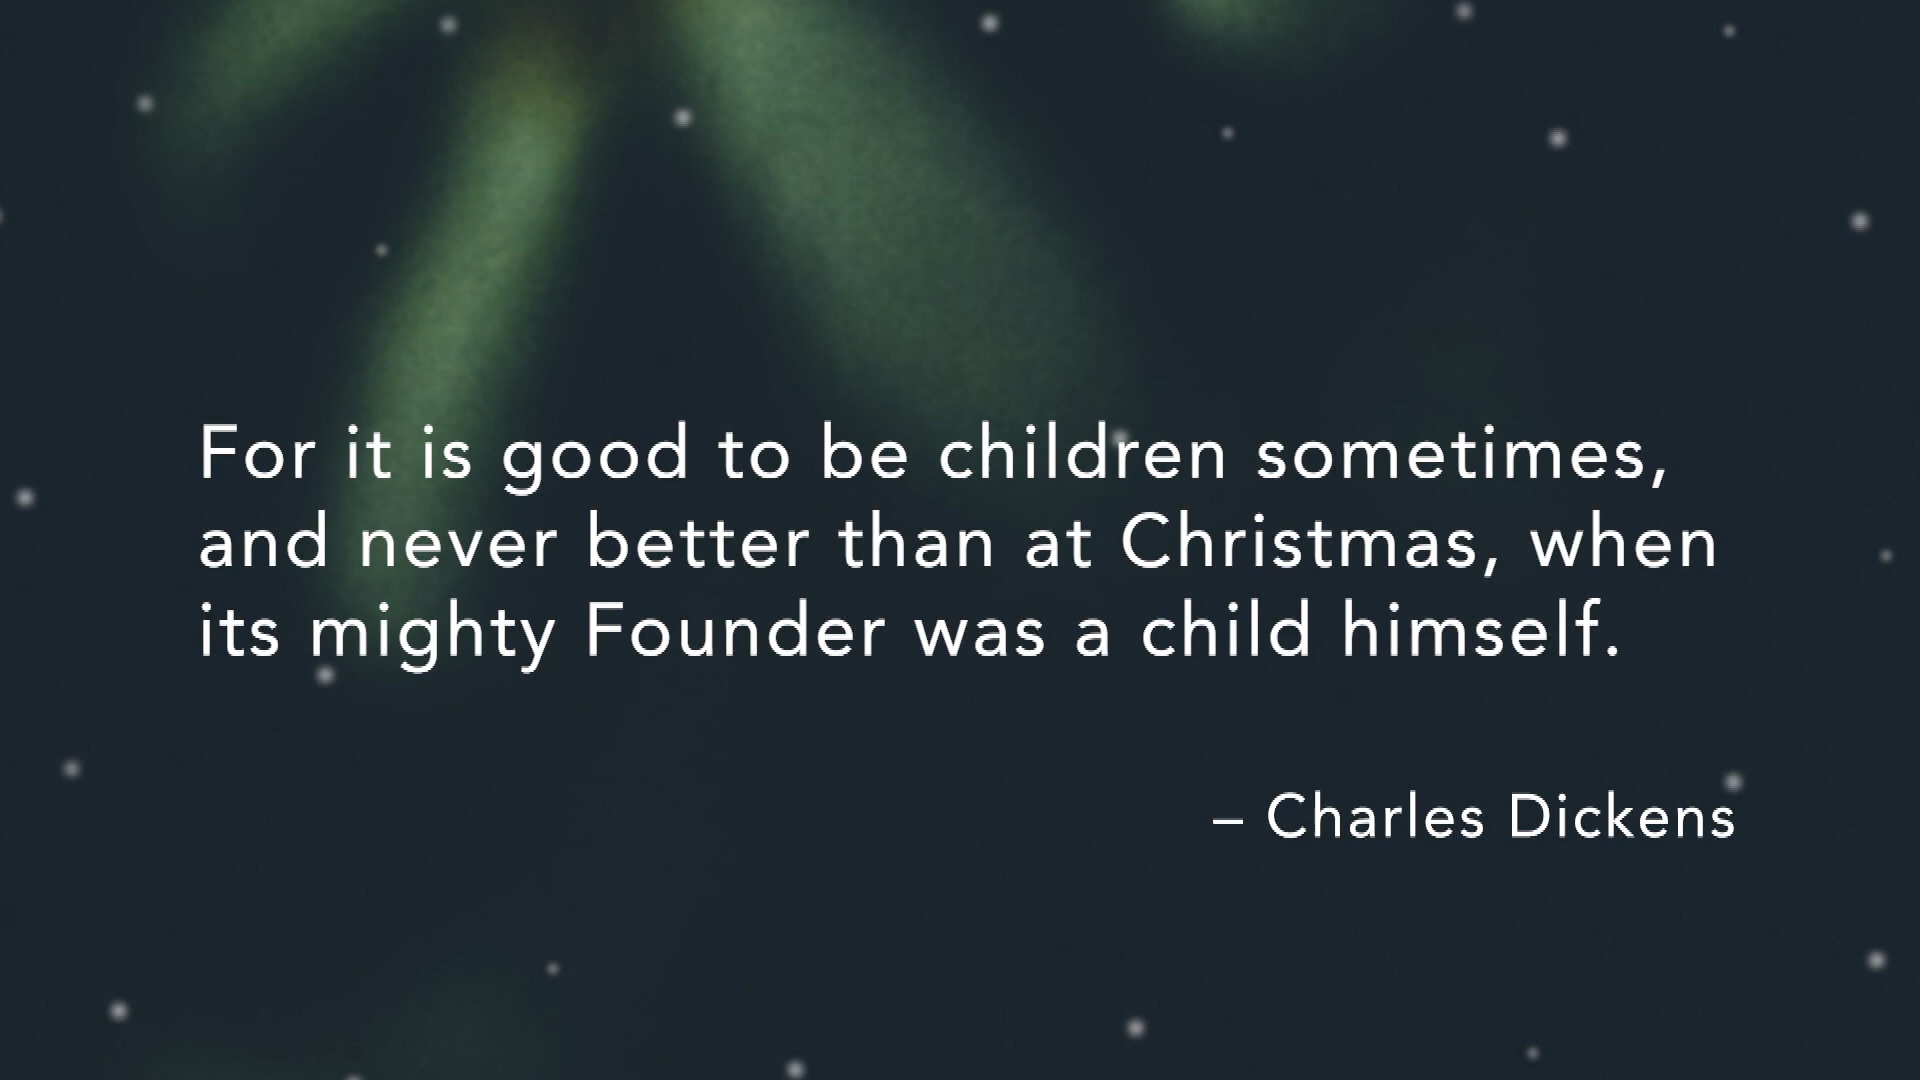 For it is good to be children sometimes,
and never better than at Christmas, when
its mighty Founder was a child himself.
– Charles Dickens